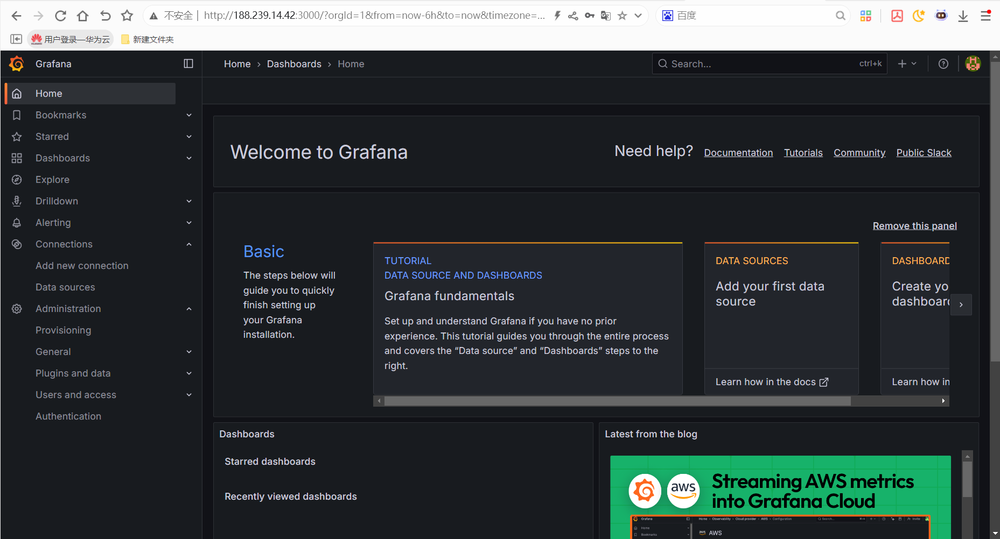 不安全 | http://188.239.14.42:3000/?orgId=1&from=now-6h&to=now&timezone=...
百度
用户登录—华为云
新建文件夹
Grafana
Home › Dashboards › Home
Search...
ctrl+k
Home
Bookmarks
Starred
Dashboards
Explore
Drilldown
Alerting
Connections
Add new connection
Data sources
Administration
Provisioning
General
Plugins and data
Users and access
Authentication
Welcome to Grafana
Need help?
Documentation
Tutorials
Community
Public Slack
Remove this panel
Basic
The steps below will
guide you to quickly
finish setting up
your Grafana
installation.
TUTORIAL
DATA SOURCE AND DASHBOARDS
Grafana fundamentals
Set up and understand Grafana if you have no prior
experience. This tutorial guides you through the entire process
and covers the “Data source” and “Dashboards” steps to the
right.
DATA SOURCES
Add your first data
source
Learn how in the docs
DASHBOARD
Create yo
dashboard
Learn how in
Dashboards
Starred dashboards
Recently viewed dashboards
Latest from the blog
aws
Streaming AWS metrics
into Grafana Cloud
Grafana
Home › Observability › Cloud provider › AWS › Configuration
Search...
Invite
Home
Bookmarks
aws
AWS